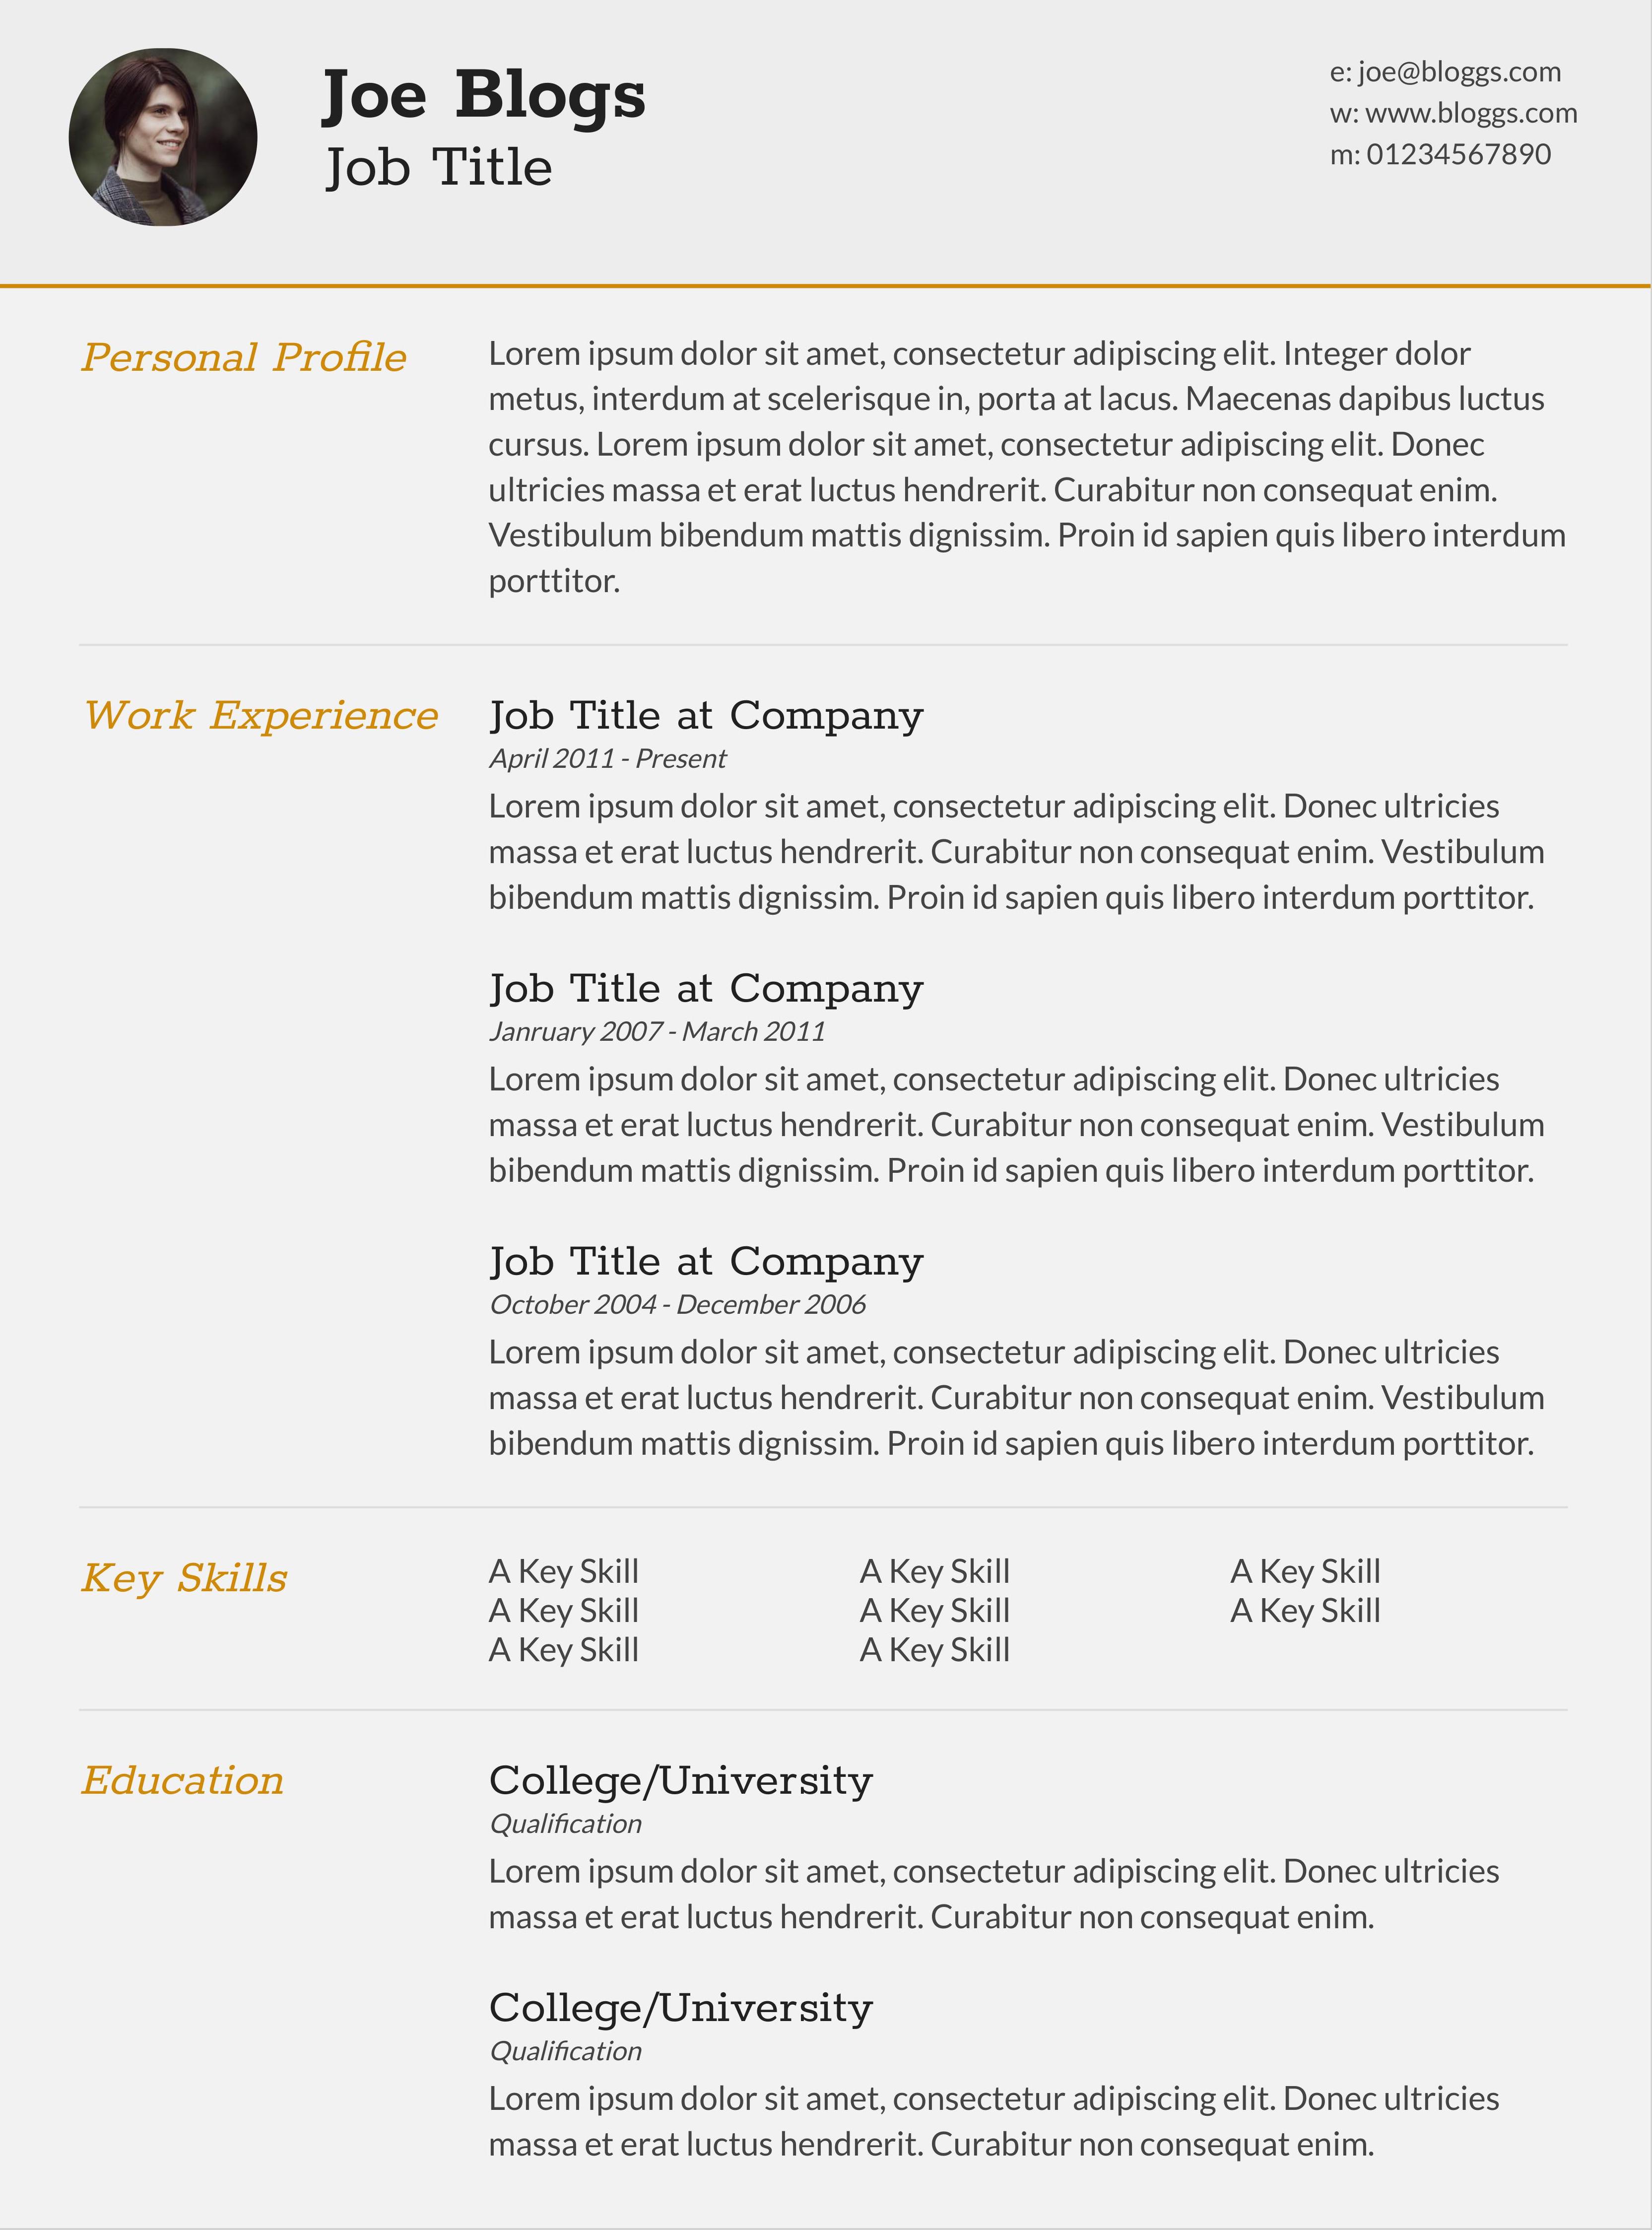 Joe Blogs
Job Title
e: joe@bloggs.com
w: www.bloggs.com
m: 01234567890
Personal Profile
Lorem ipsum dolor sit amet, consectetur adipiscing elit. Integer dolor
metus, interdum at scelerisque in, porta at lacus. Maecenas dapibus luctus
cursus. Lorem ipsum dolor sit amet, consectetur adipiscing elit. Donec
ultricies massa et erat luctus hendrerit. Curabitur non consequat enim.
Vestibulum bibendum mattis dignissim. Proin id sapien quis libero interdum
porttitor.
Work Experience
Job Title at Company
April 2011 - Present
Lorem ipsum dolor sit amet, consectetur adipiscing elit. Donec ultricies
massa et erat luctus hendrerit. Curabitur non consequat enim. Vestibulum
bibendum mattis dignissim. Proin id sapien quis libero interdum porttitor.
Job Title at Company
Janruary 2007 - March 2011
Lorem ipsum dolor sit amet, consectetur adipiscing elit. Donec ultricies
massa et erat luctus hendrerit. Curabitur non consequat enim. Vestibulum
bibendum mattis dignissim. Proin id sapien quis libero interdum porttitor.
Job Title at Company
October 2004 - December 2006
Lorem ipsum dolor sit amet, consectetur adipiscing elit. Donec ultricies
massa et erat luctus hendrerit. Curabitur non consequat enim. Vestibulum
bibendum mattis dignissim. Proin id sapien quis libero interdum porttitor.
Key Skills
A Key Skill A Key Skill A Key Skill
A Key Skill A Key Skill A Key Skill
A Key Skill A Key Skill
Education
College/University
Qualification
Lorem ipsum dolor sit amet, consectetur adipiscing elit. Donec ultricies
massa et erat luctus hendrerit. Curabitur non consequat enim.
College/University
Qualification
Lorem ipsum dolor sit amet, consectetur adipiscing elit. Donec ultricies
massa et erat luctus hendrerit. Curabitur non consequat enim.